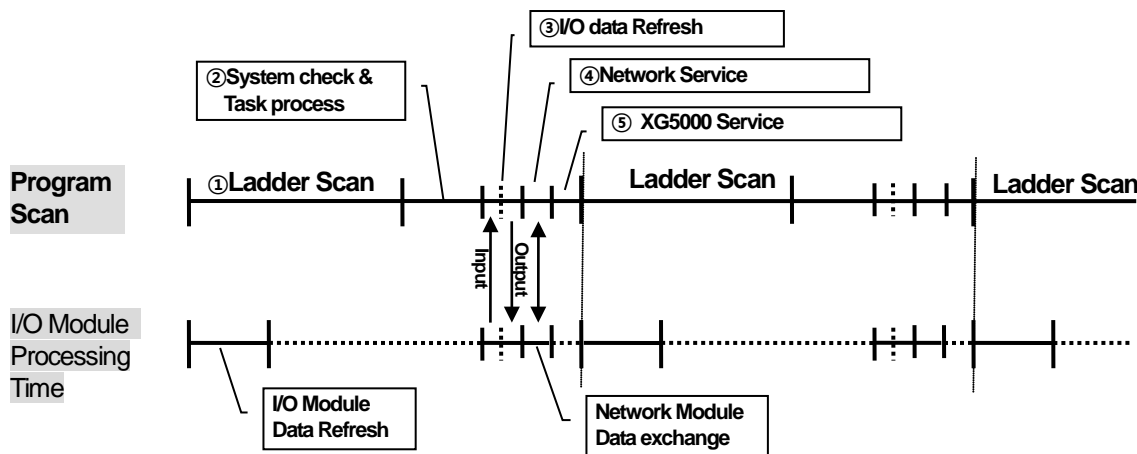 ③I/O data Refresh
②System check &
Task process
④Network Service
⑤ XG5000 Service
Program
Scan
①Ladder Scan
Ladder Scan
Ladder Scan
Input
Output
I/O Module
Processing
Time
I/O Module
Data Refresh
Network Module
Data exchange